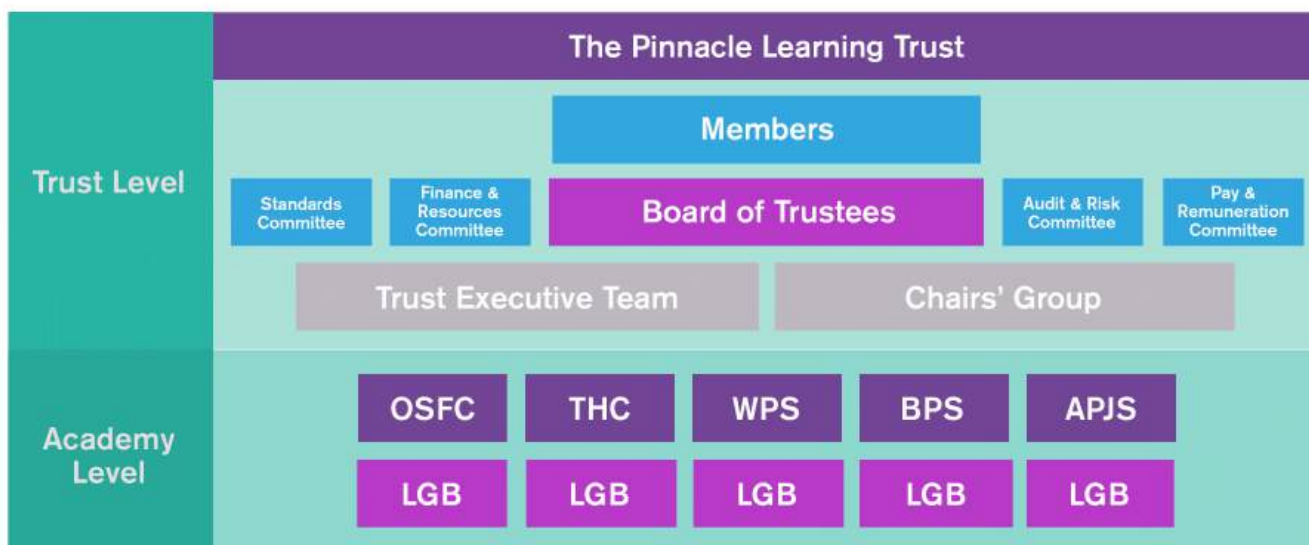 The Pinnacle Learning Trust
Trust Level
Members
Standards
Committee
Finance &
Resources
Committee
Board of Trustees
Audit & Risk
Committee
Pay &
Remuneration
Committee
Trust Executive Team
Chairs' Group
Academy
Level
OSFC
THC
WPS
BPS
APJS
LGB
LGB
LGB
LGB
LGB